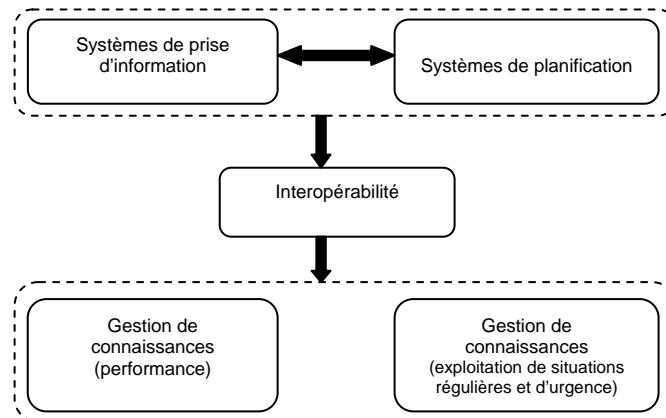 Systèmes de prise
d'information
Systèmes de planification
Interopérabilité
Gestion de
connaissances
(performance)
Gestion de
connaissances
(exploitation de situations
régulières et d'urgence)